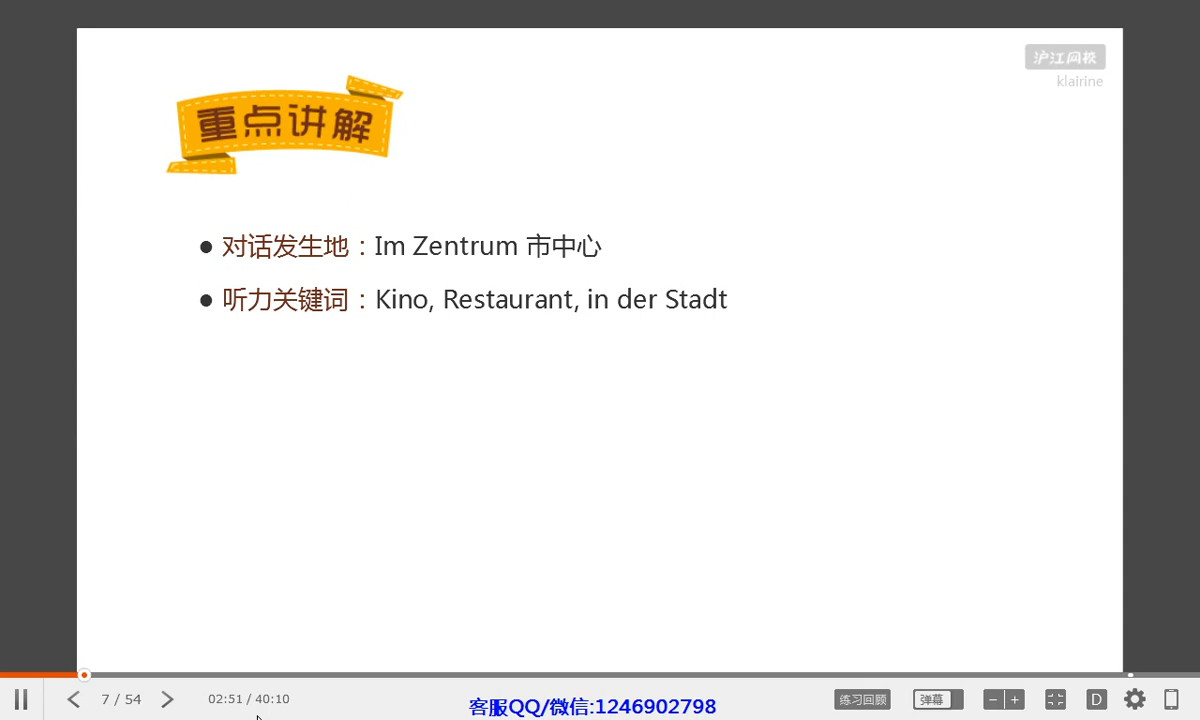 沪江网校
klairine
重点讲解
● 对话发生地：Im Zentrum 市中心
● 听力关键词：Kino, Restaurant, in der Stadt
7 / 54
02:51 / 40:10
客服QQ/微信:1246902798
练习回顾
弹幕
D